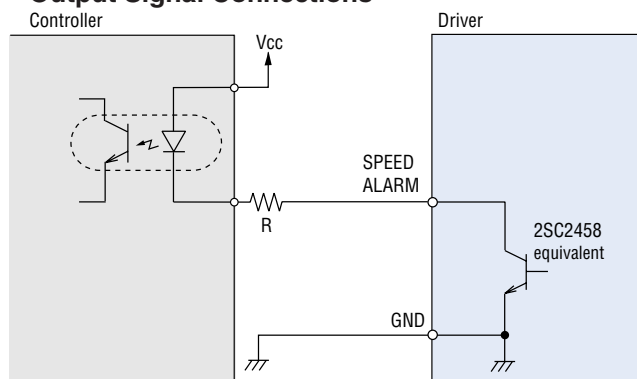 Output Signal Connections
Controller
Driver
Vcc
SPEED
ALARM
R
2SC2458
equivalent
GND